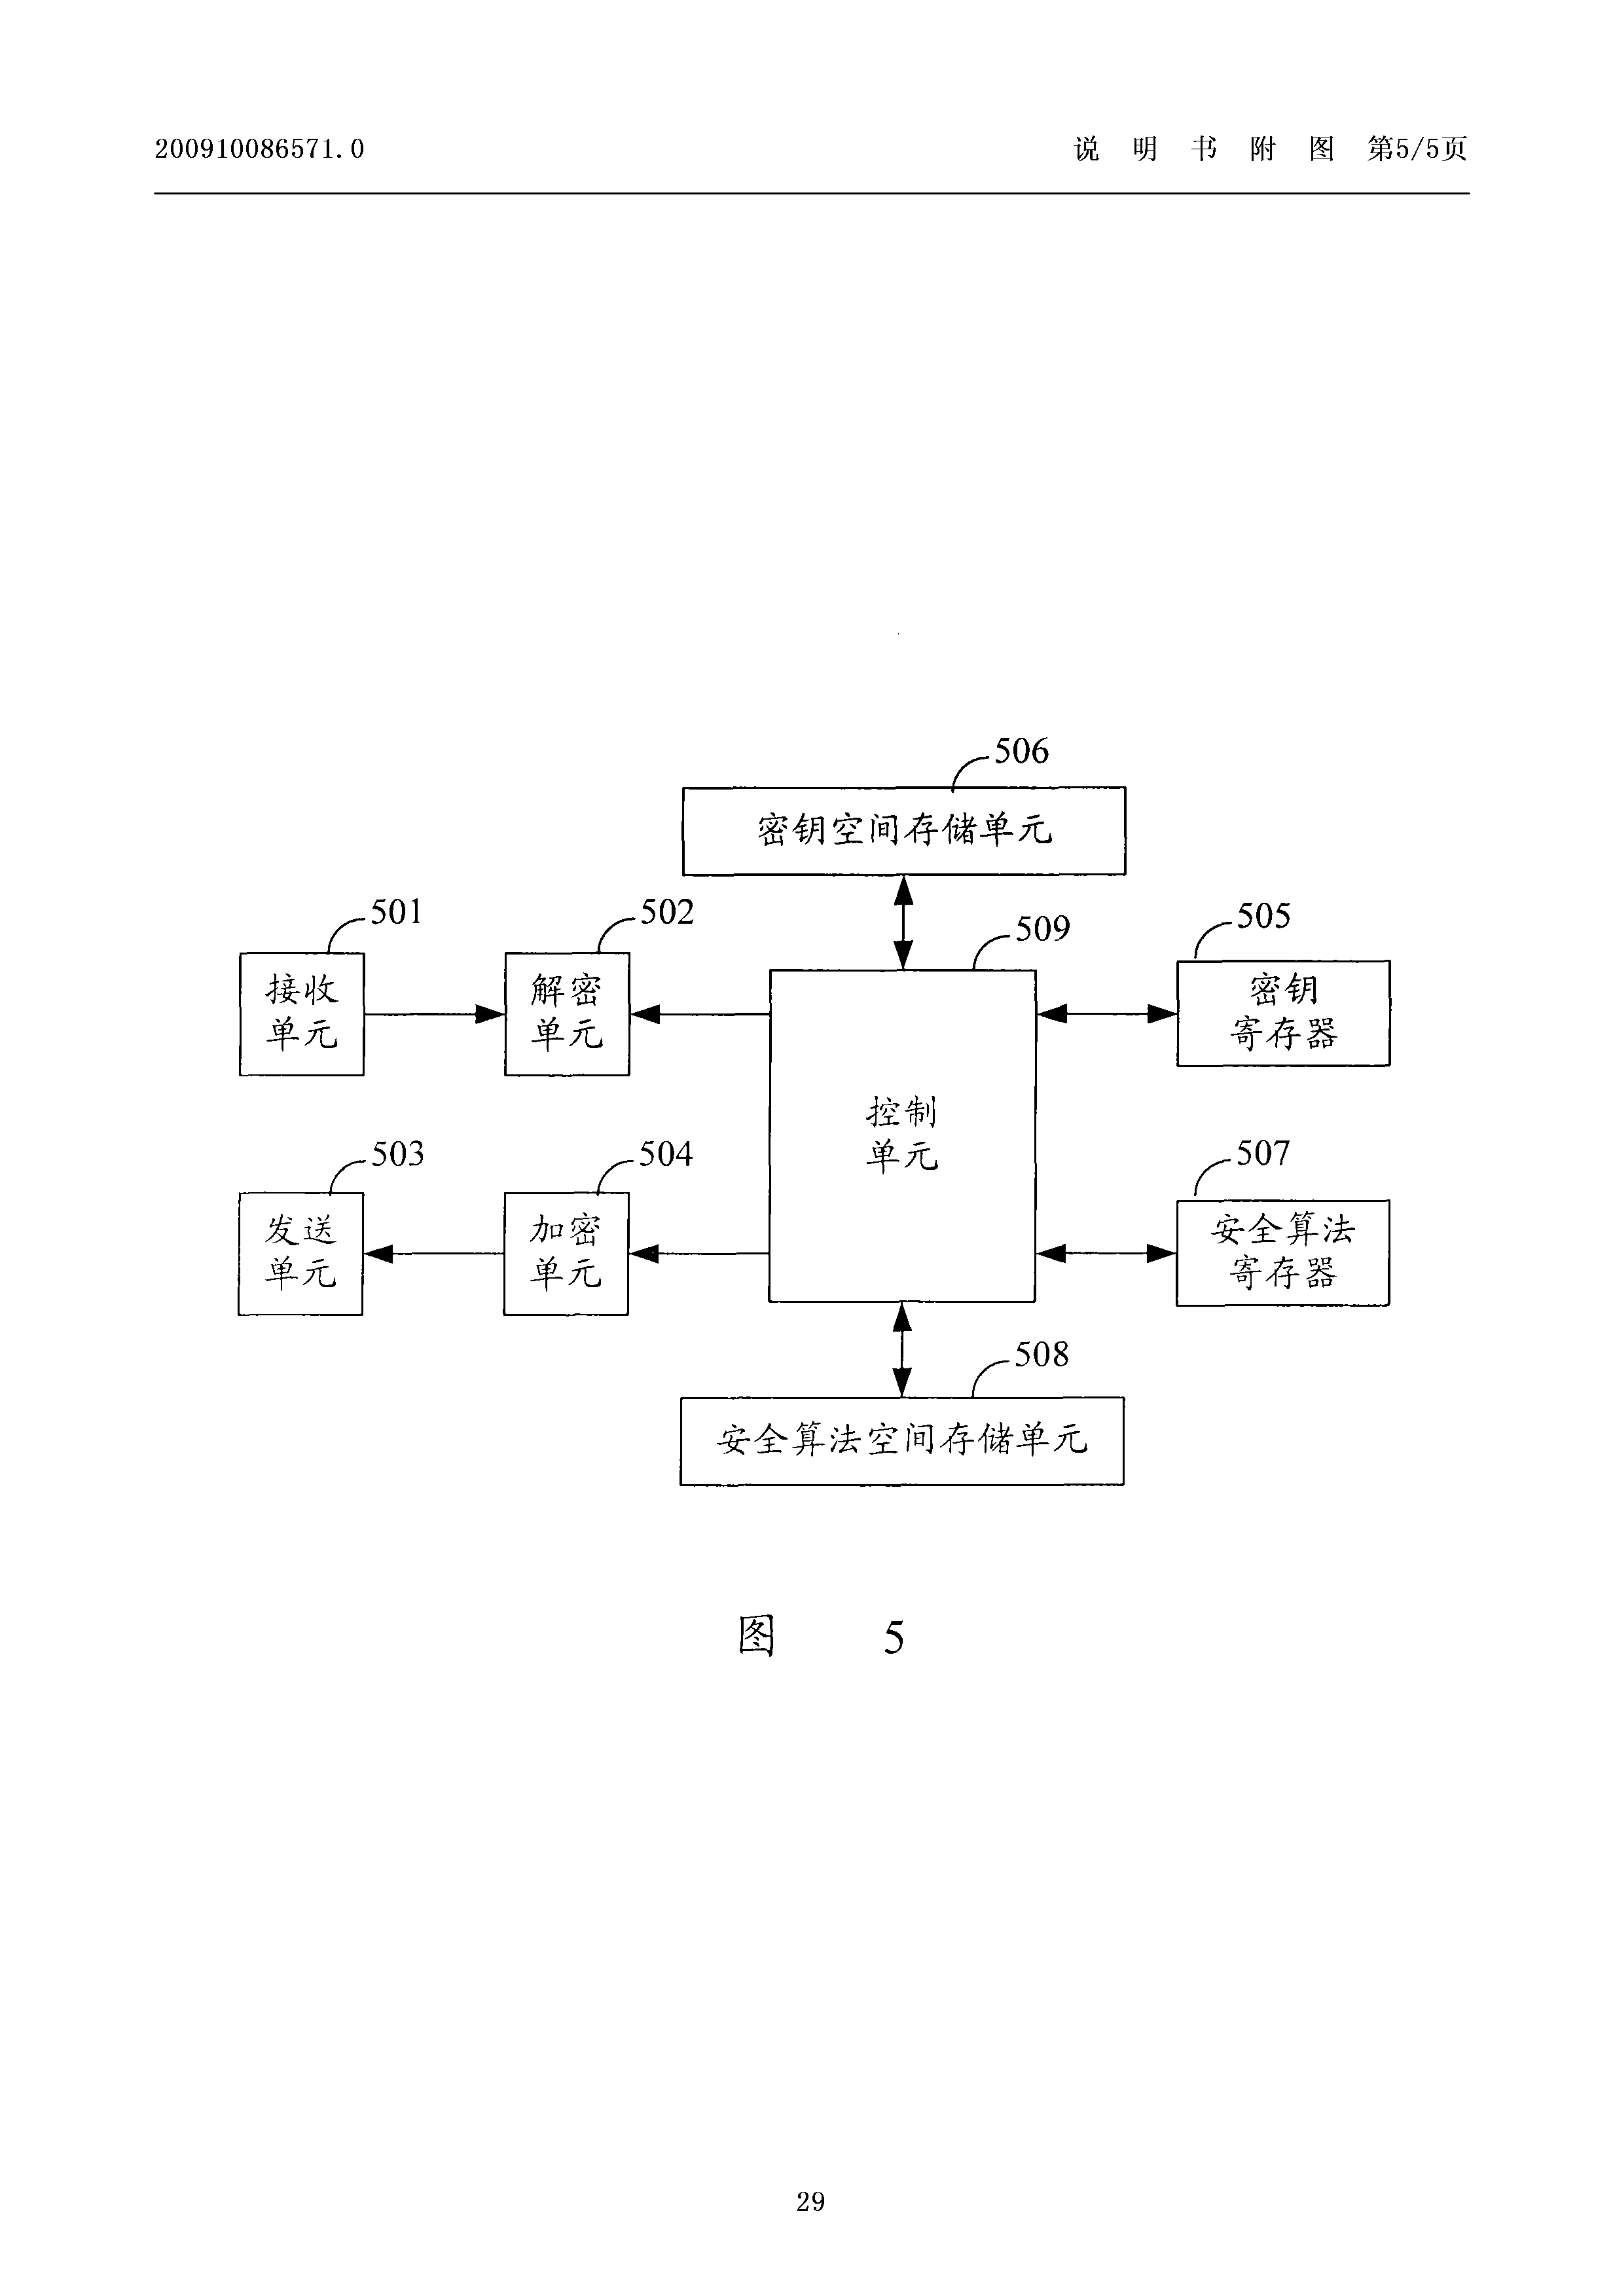 200910086571.0
说 明 书 附 图 第5/5页
506
密钥空间存储单元
501
502
509
505
接收
单元
解密
单元
密钥
寄存器
控制
单元
503
504
507
发送
单元
加密
单元
安全算法
寄存器
508
安全算法空间存储单元
图 5
29